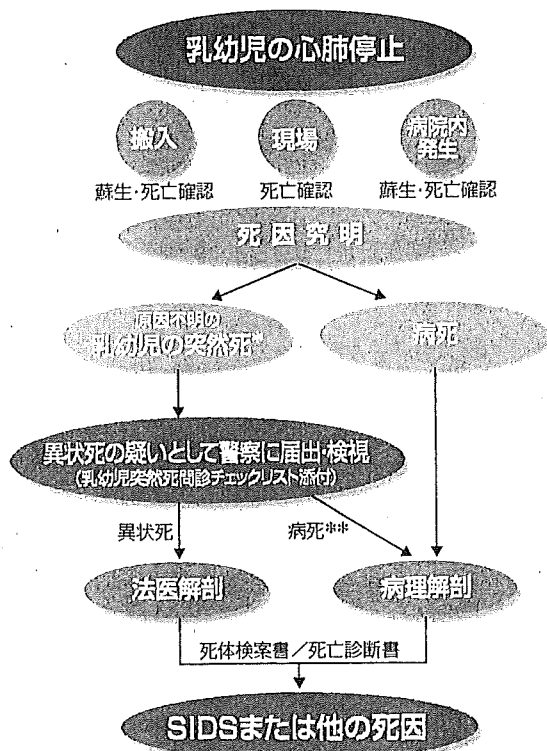 乳幼児の心肺停止
搬入
現場
病院内
発生
蘇生・死亡確認
死亡確認
蘇生・死亡確認
死因究明
原因不明の
乳幼児の突然死*
病死
異状死の疑いとして警察に届出・検視
(乳幼児突然死問診チェックリスト添付)
異状死
病死**
法医解剖
病理解剖
死体検案書/死亡診断書
SIDSまたは他の死因